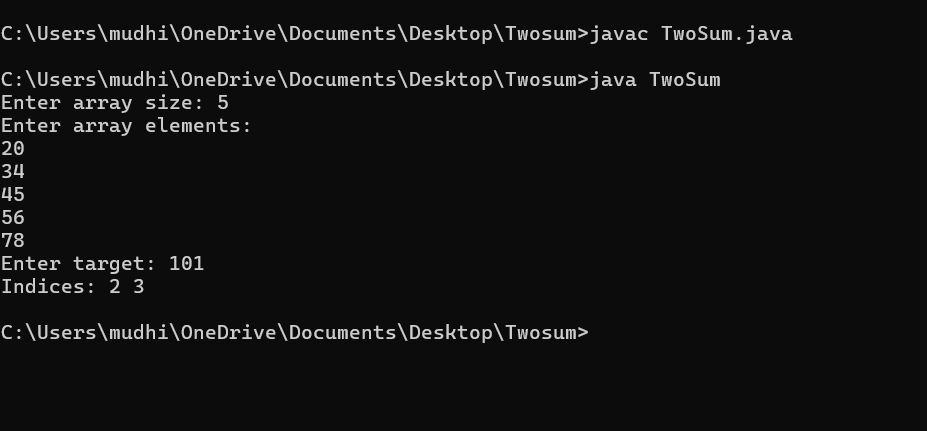 C:\Users\mudhi\OneDrive\Documents\Desktop\Twosum>javac TwoSum.java
C:\Users\mudhi\OneDrive\Documents\Desktop\Twosum>java TwoSum
Enter array size: 5
Enter array elements:
20
34
45
56
78
Enter target: 101
Indices: 2 3
C:\Users\mudhi\OneDrive\Documents\Desktop\Twosum>